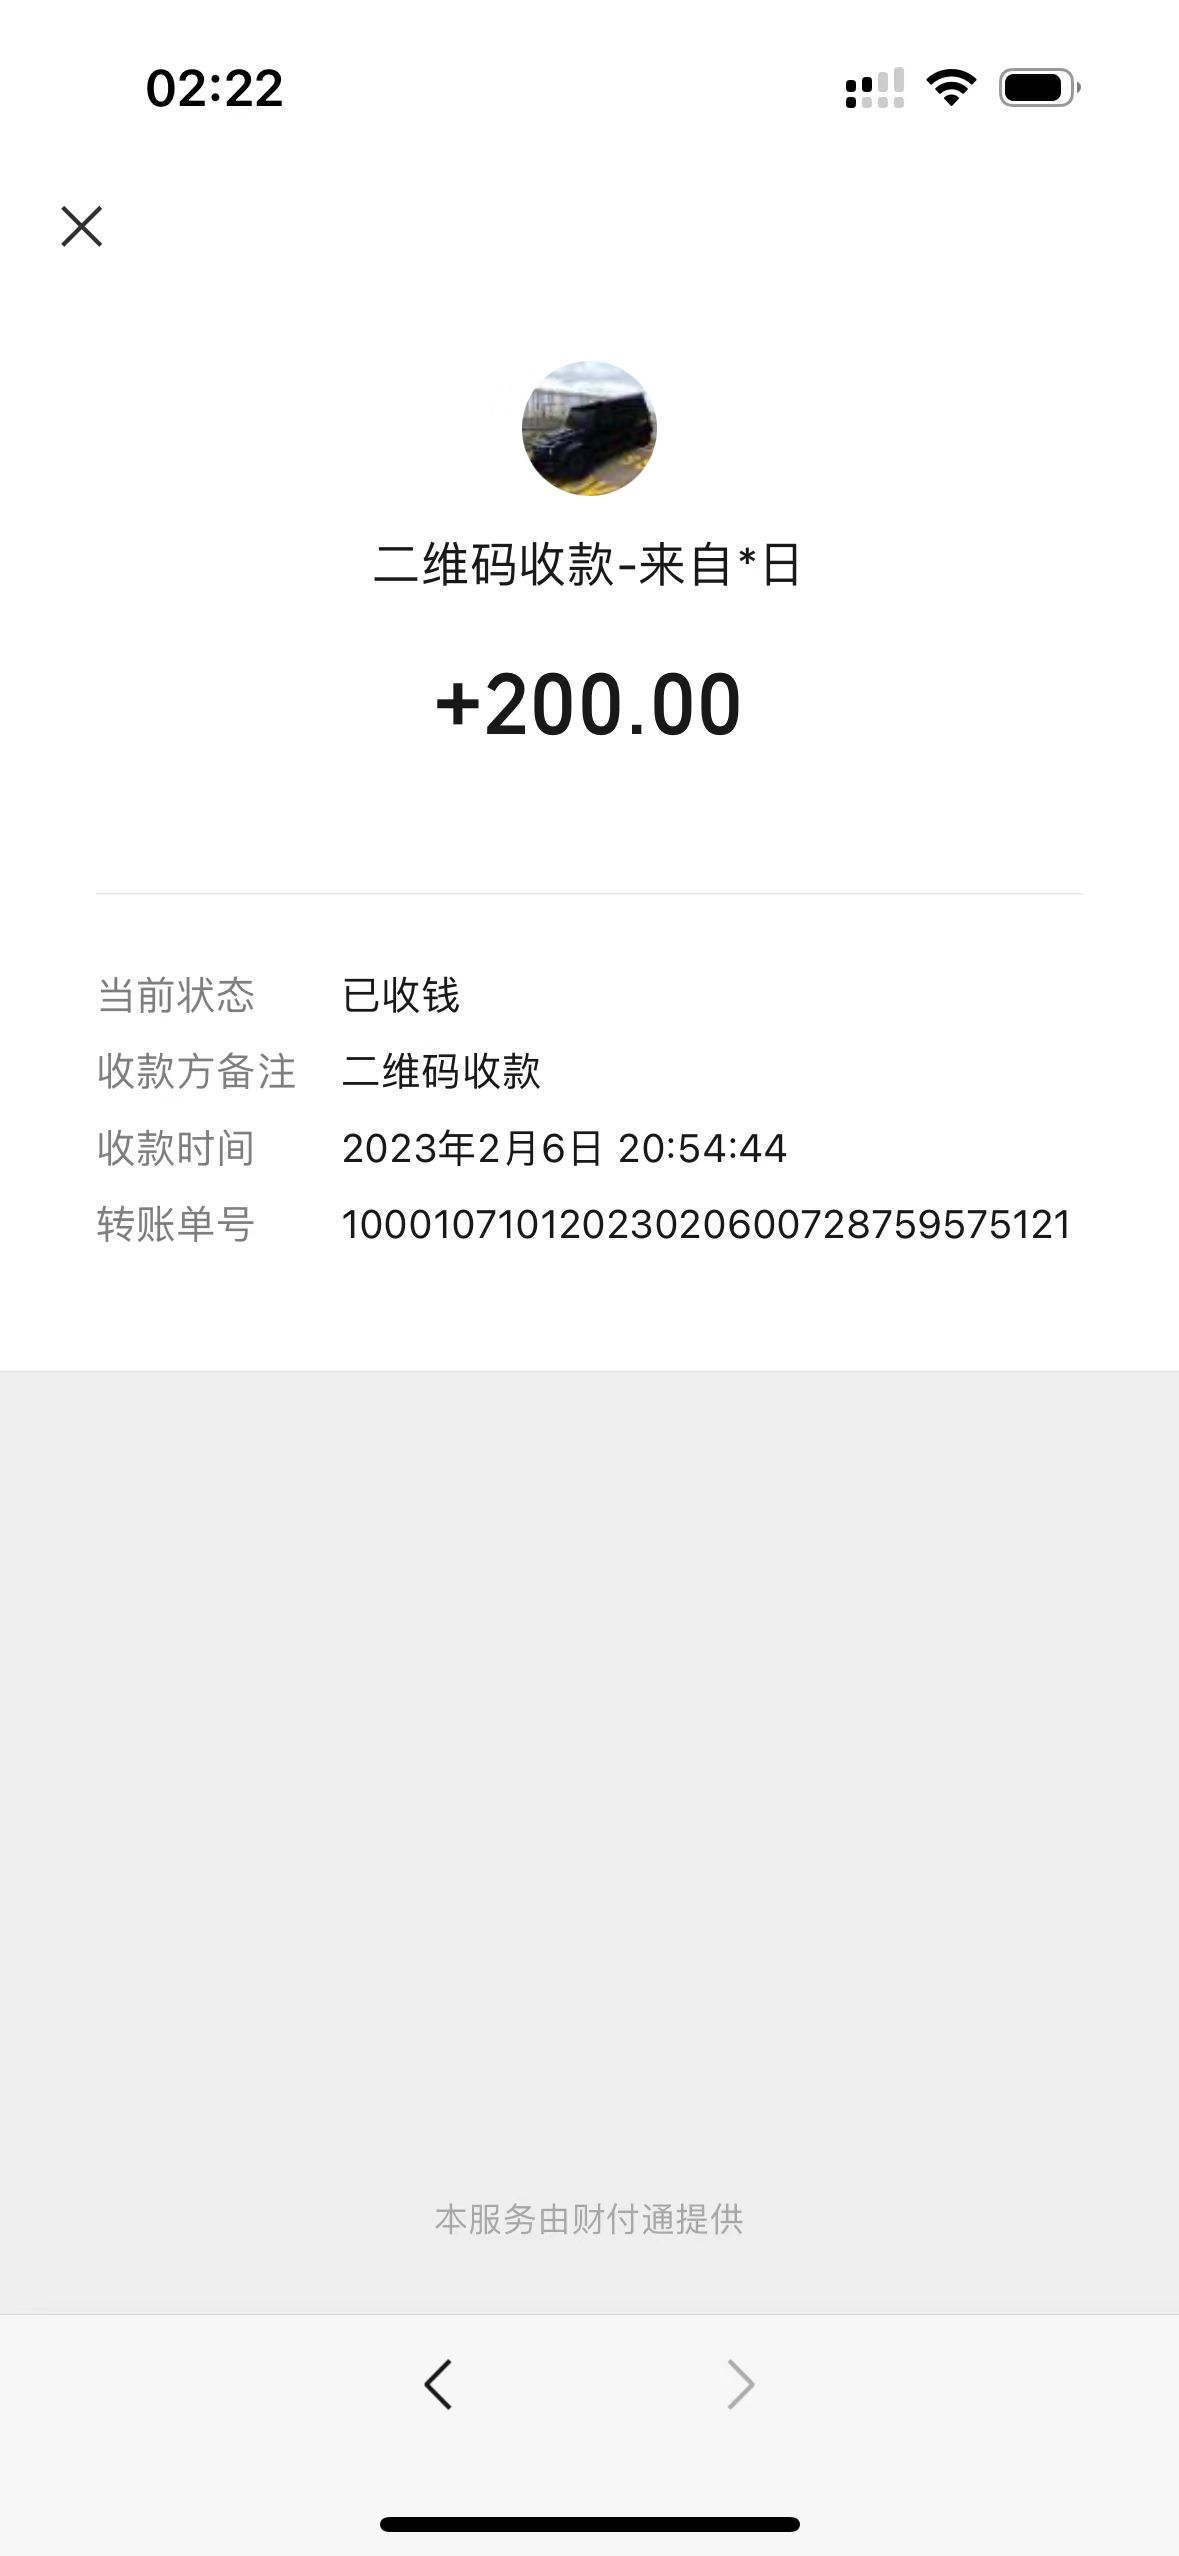 02:22
二维码收款-来自*日
+200.00
当前状态 已收钱
收款方备注 二维码收款
收款时间 2023年2月6日 20:54:44
转账单号 1000107101202302060072875957​5121
本服务由财付通提供